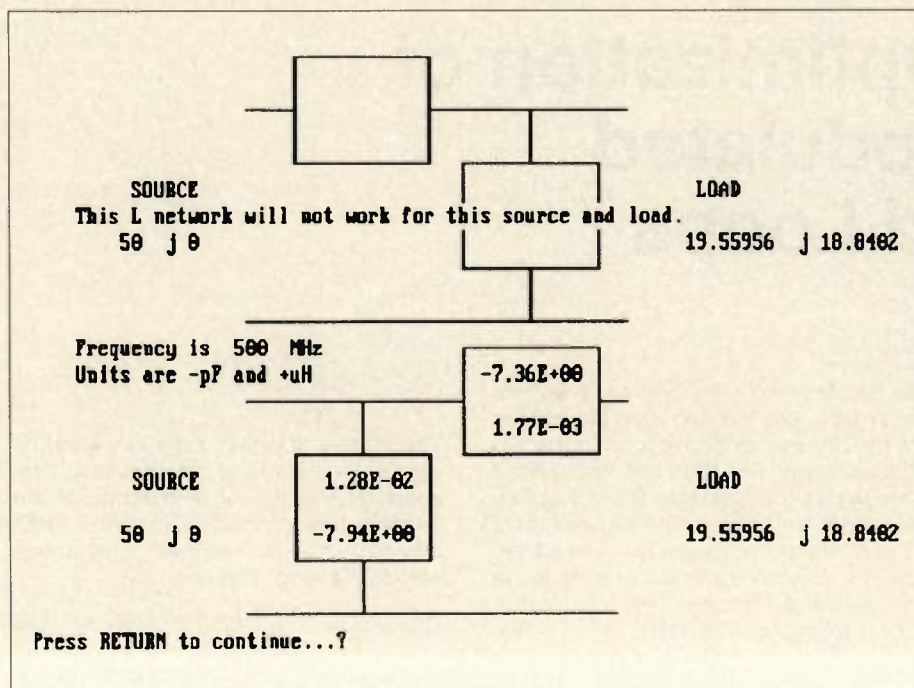 SOURCE LOAD
This L network will not work for this source and load.
50 j 0 19.55956 j 18.8402
Frequency is 500 MHz
Units are -pF and +uH
-7.36E+00
1.77E-03
SOURCE 1.28E-02 LOAD
50 j 0 -7.94E+00 19.55956 j 18.8402
Press RETURN to continue...?